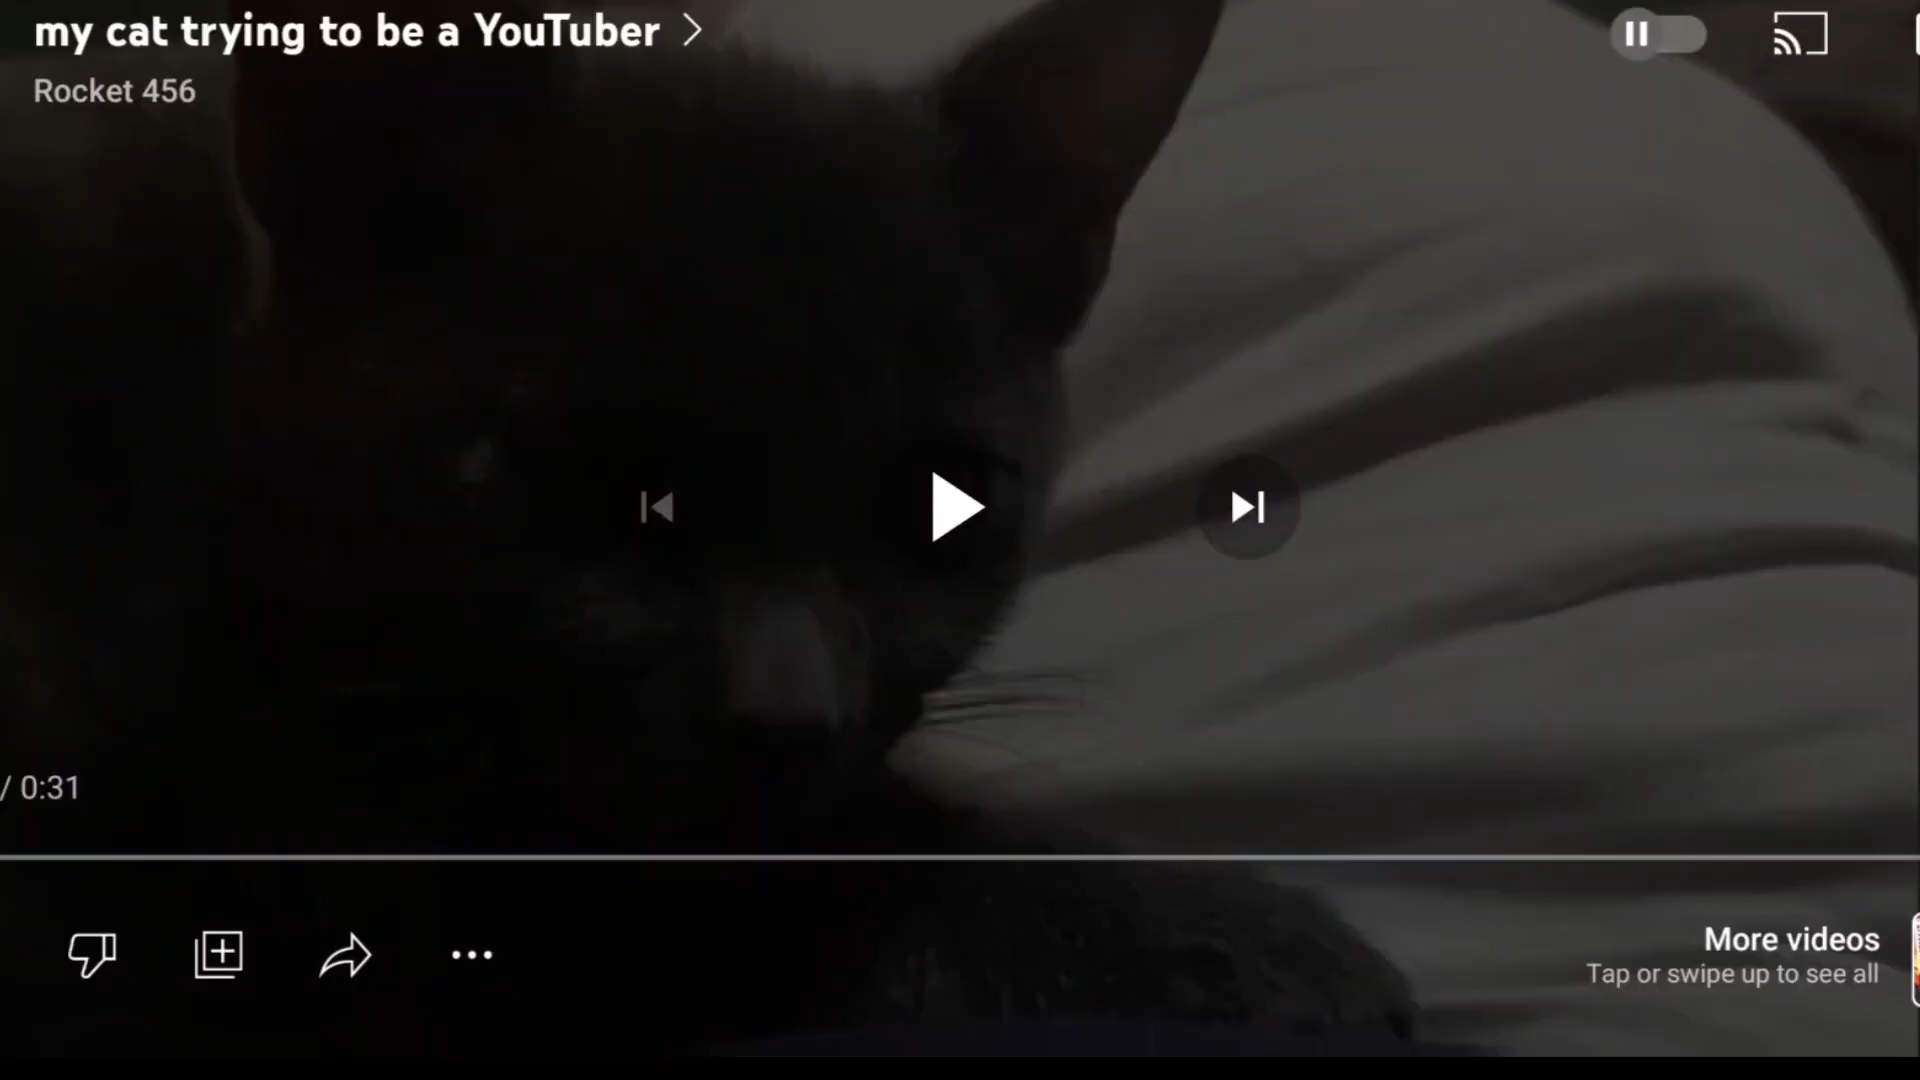 my cat trying to be a YouTuber
Rocket 456
/ 0:31
More videos
Tap or swipe up to see all